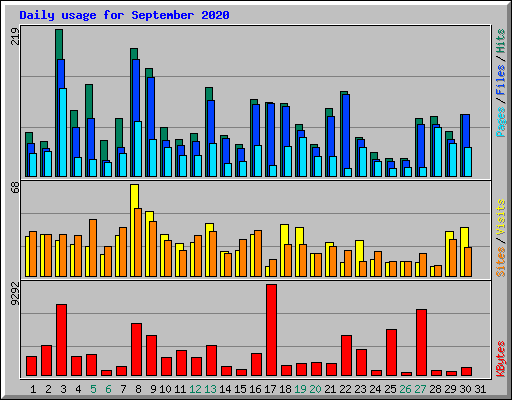 Daily usage for September 2020
219
Pages / Files / Hits
68
Sites / Visits
9292
KBytes
1 2 3 4 5 6 7 8 9 10 11 12 13 14 15 16 17 18 19 20 21 22 23 24 25 26 27 28 29 30 31